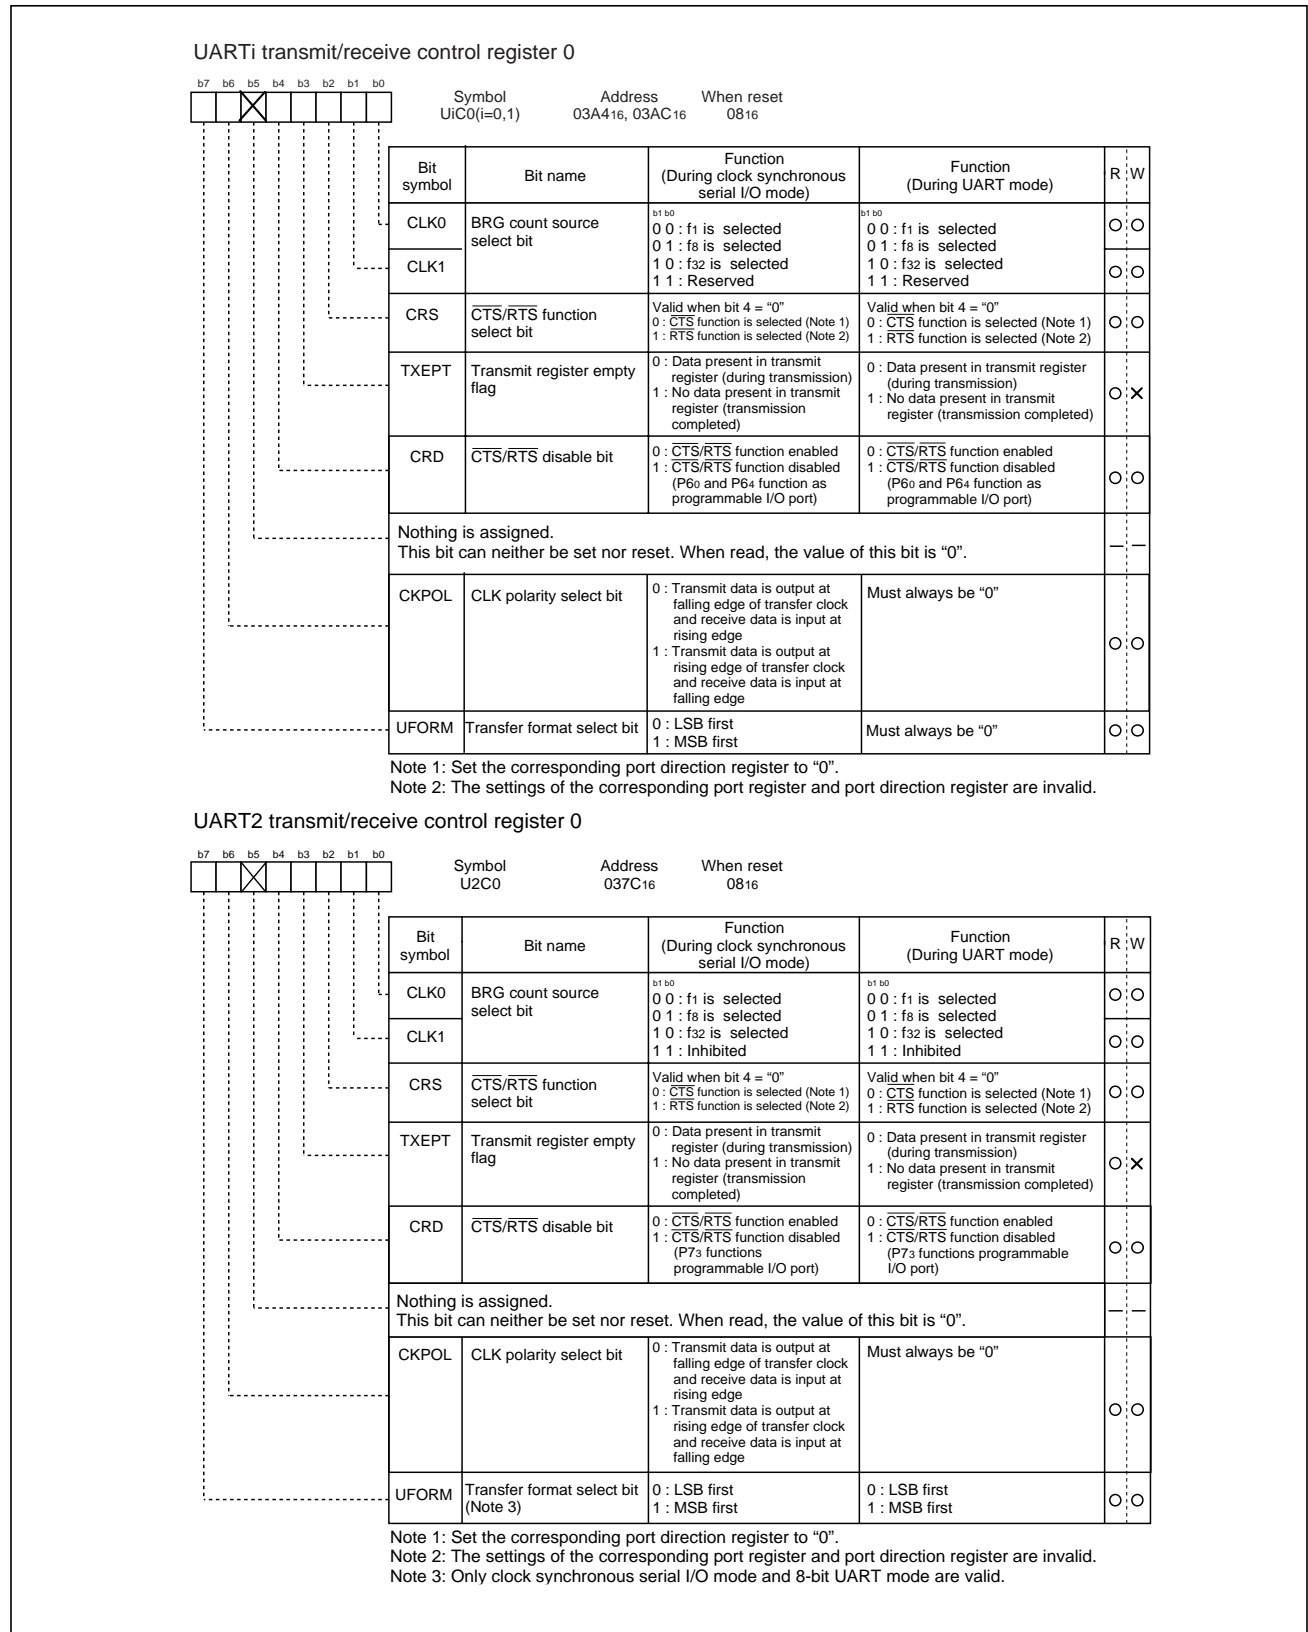 UARTi transmit/receive control register 0
b7 b6 b5 b4 b3 b2 b1 b0
Symbol Address When reset
UiC0(i=0,1) 03A416, 03AC16 0816
Bit symbol
Bit name
Function (During clock synchronous serial I/O mode)
Function (During UART mode)
R W
CLK0
CLK1
BRG count source select bit
b1 b0
0 0 : f1 is selected
0 1 : f8 is selected
1 0 : f32 is selected
1 1 : Reserved
b1 b0
0 0 : f1 is selected
0 1 : f8 is selected
1 0 : f32 is selected
1 1 : Reserved
CRS
CTS/RTS function select bit
Valid when bit 4 = “0”
0 : CTS function is selected (Note 1)
1 : RTS function is selected (Note 2)
Valid when bit 4 = “0”
0 : CTS function is selected (Note 1)
1 : RTS function is selected (Note 2)
TXEPT
Transmit register empty flag
0 : Data present in transmit register (during transmission)
1 : No data present in transmit register (transmission completed)
0 : Data present in transmit register (during transmission)
1 : No data present in transmit register (transmission completed)
CRD
CTS/RTS disable bit
0 : CTS/RTS function enabled
1 : CTS/RTS function disabled
(P60 and P64 function as programmable I/O port)
0 : CTS/RTS function enabled
1 : CTS/RTS function disabled
(P60 and P64 function as programmable I/O port)
Nothing is assigned.
This bit can neither be set nor reset. When read, the value of this bit is “0”.
CKPOL
CLK polarity select bit
0 : Transmit data is output at falling edge of transfer clock and receive data is input at rising edge
1 : Transmit data is output at rising edge of transfer clock and receive data is input at falling edge
Must always be “0”
UFORM
Transfer format select bit
0 : LSB first
1 : MSB first
Must always be “0”
Note 1: Set the corresponding port direction register to “0”.
Note 2: The settings of the corresponding port register and port direction register are invalid.
UART2 transmit/receive control register 0
b7 b6 b5 b4 b3 b2 b1 b0
Symbol Address When reset
U2C0 037C16 0816
Bit symbol
Bit name
Function (During clock synchronous serial I/O mode)
Function (During UART mode)
R W
CLK0
CLK1
BRG count source select bit
b1 b0
0 0 : f1 is selected
0 1 : f8 is selected
1 0 : f32 is selected
1 1 : Inhibited
b1 b0
0 0 : f1 is selected
0 1 : f8 is selected
1 0 : f32 is selected
1 1 : Inhibited
CRS
CTS/RTS function select bit
Valid when bit 4 = “0”
0 : CTS function is selected (Note 1)
1 : RTS function is selected (Note 2)
Valid when bit 4 = “0”
0 : CTS function is selected (Note 1)
1 : RTS function is selected (Note 2)
TXEPT
Transmit register empty flag
0 : Data present in transmit register (during transmission)
1 : No data present in transmit register (transmission completed)
0 : Data present in transmit register (during transmission)
1 : No data present in transmit register (transmission completed)
CRD
CTS/RTS disable bit
0 : CTS/RTS function enabled
1 : CTS/RTS function disabled
(P73 functions programmable I/O port)
0 : CTS/RTS function enabled
1 : CTS/RTS function disabled
(P73 functions programmable I/O port)
Nothing is assigned.
This bit can neither be set nor reset. When read, the value of this bit is “0”.
CKPOL
CLK polarity select bit
0 : Transmit data is output at falling edge of transfer clock and receive data is input at rising edge
1 : Transmit data is output at rising edge of transfer clock and receive data is input at falling edge
Must always be “0”
UFORM
Transfer format select bit (Note 3)
0 : LSB first
1 : MSB first
0 : LSB first
1 : MSB first
Note 1: Set the corresponding port direction register to “0”.
Note 2: The settings of the corresponding port register and port direction register are invalid.
Note 3: Only clock synchronous serial I/O mode and 8-bit UART mode are valid.